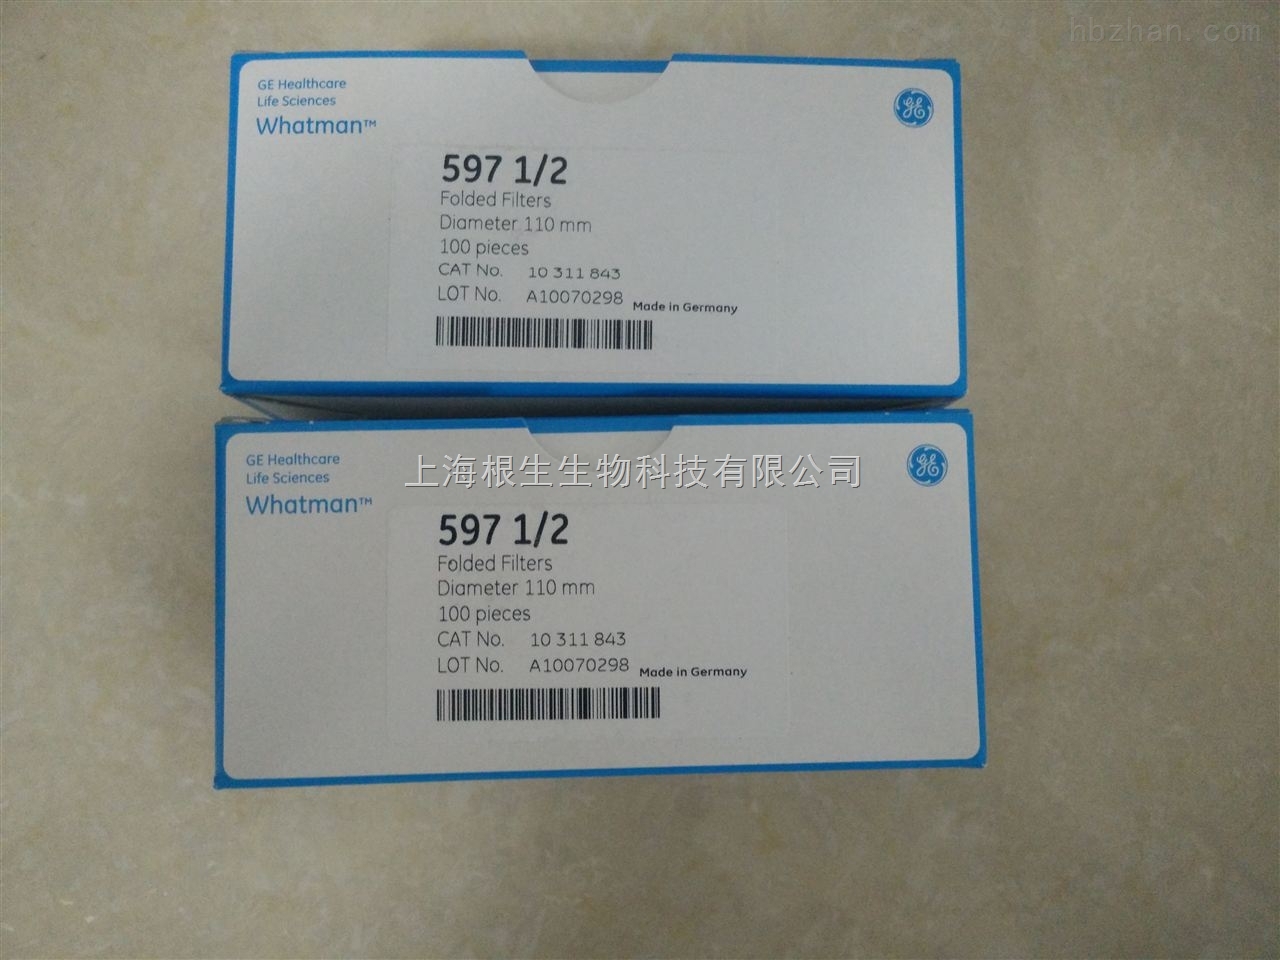 hbzhan.com
GE Healthcare
Life Sciences
Whatman™
GE
597 1/2
Folded Filters
Diameter 110 mm
100 pieces
CAT No. 10 311 843
LOT No. A10070298
Made in Germany
GE Healthcare
Life Sciences
Whatman™
GE
上海根生生物科技有限公司
597 1/2
Folded Filters
Diameter 110 mm
100 pieces
CAT No. 10 311 843
LOT No. A10070298
Made in Germany